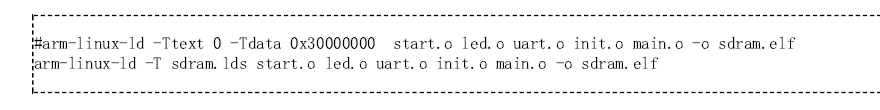 #arm-linux-ld -Ttext 0 -Tdata 0x30000000  start.o led.o uart.o init.o main.o -o sdram.elf
arm-linux-ld -T sdram.lds start.o led.o uart.o init.o main.o -o sdram.elf